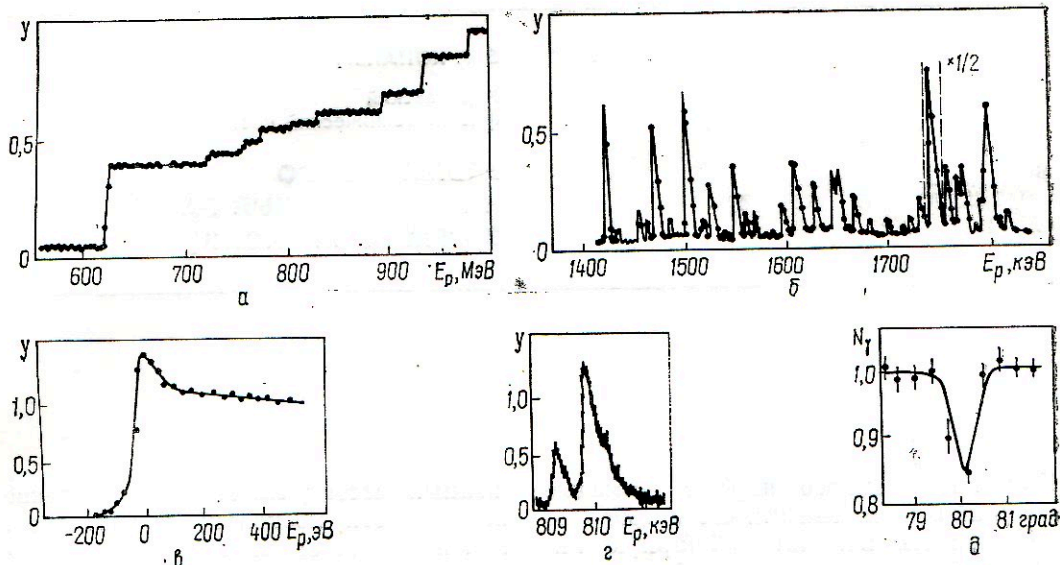 y
0,5
0
600 700 800 900 E_p, МэВ
а
y
×1/2
0,5
0
1400 1500 1600 1700 E_p, кэВ
б
y
1,0
0,5
0
-200 0 200 400 E_p, эВ
в
y
1,0
0,5
0
809 810 E_p, кэВ
г
N_γ
1,0
0,9
0,8
79 80 81 град
д